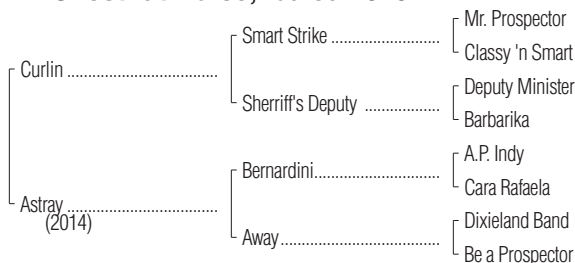 Mr. Prospector
Smart Strike ........................
Classy 'n Smart
Curlin ..................................
Deputy Minister
Sherriff's Deputy ................
Barbarika
A.P. Indy
Bernardini............................
Cara Rafaela
Astray..................................
(2014)
Dixieland Band
Away....................................
Be a Prospector